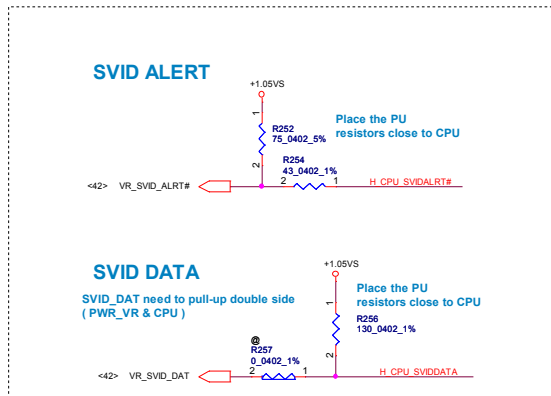 SVID ALERT
+1.05VS
1
R252
75_0402_5%
2
Place the PU
resistors close to CPU
R254
43_0402_1%
<42> VR_SVID_ALRT#
2 1
H_CPU_SVIDALRT#
SVID DATA
+1.05VS
SVID_DAT need to pull-up double side
( PWR_VR & CPU )
Place the PU
resistors close to CPU
1
R256
130_0402_1%
2
@
R257
0_0402_1%
<42> VR_SVID_DAT
2 1
H_CPU_SVIDDATA